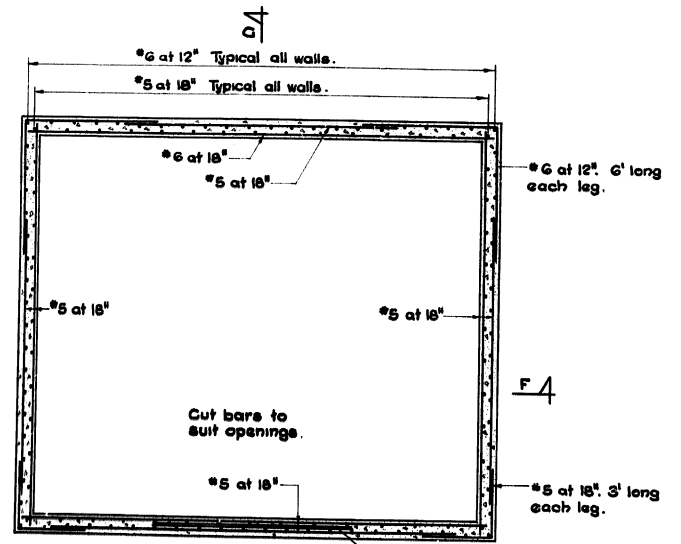 D
#6 at 12" Typical all walls.
#5 at 18" Typical all walls.
#6 at 18"
#5 at 18"
#6 at 12". 6' long
each leg.
#5 at 18"
#5 at 18"
F
Cut bars to
suit openings.
#5 at 18"
#5 at 18". 3' long
each leg.